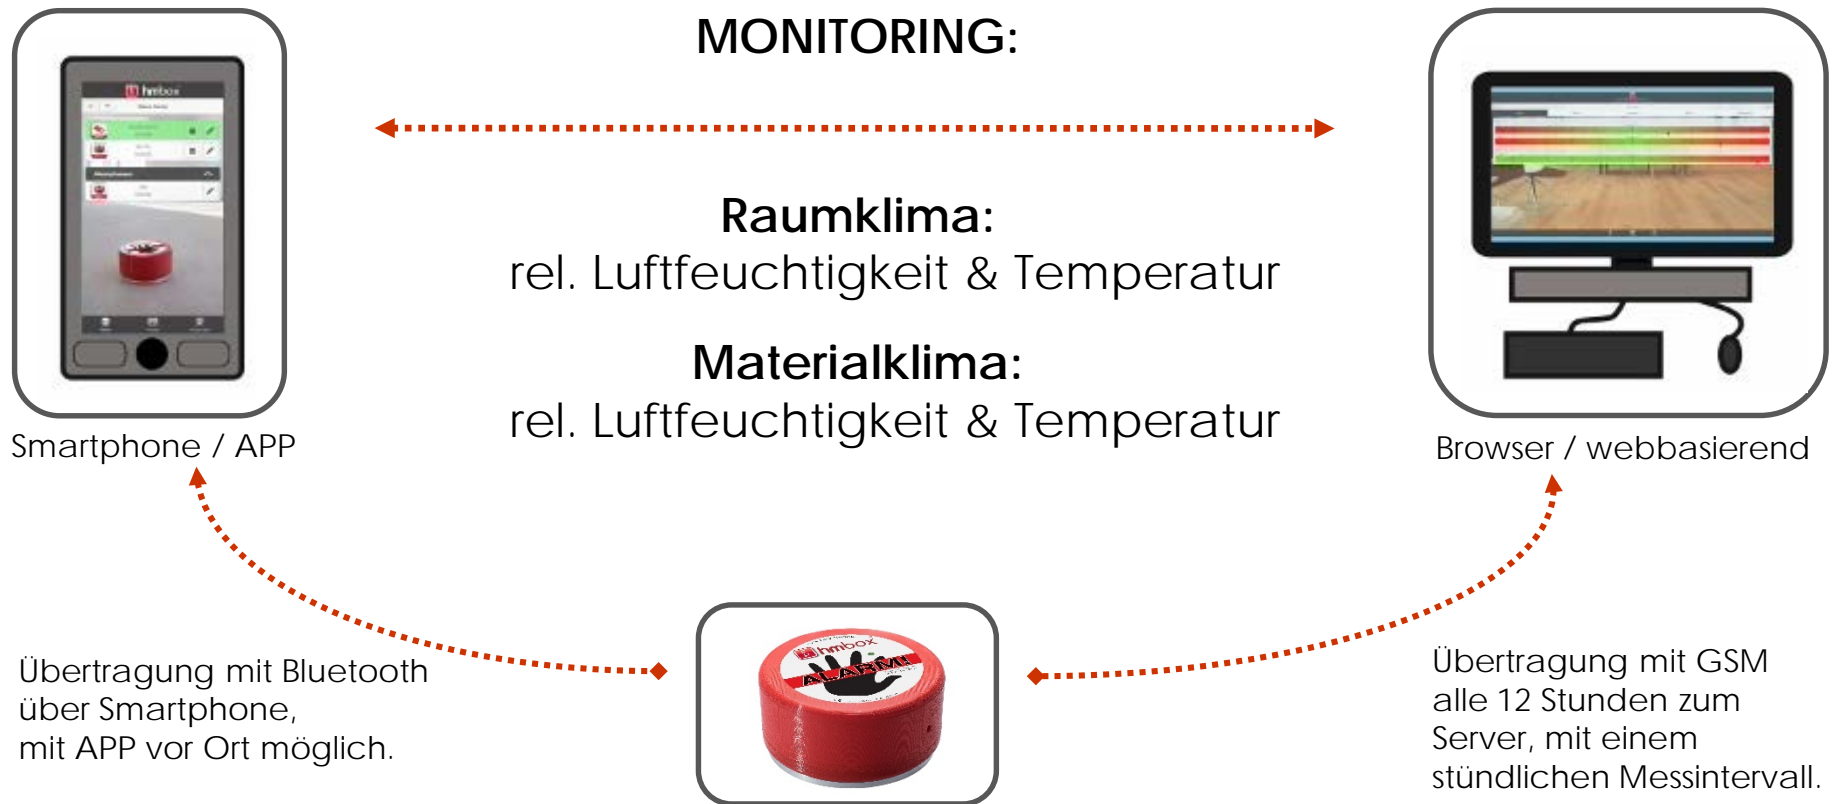 MONITORING:
hmbox
Raumklima:
rel. Luftfeuchtigkeit & Temperatur
Materialklima:
rel. Luftfeuchtigkeit & Temperatur
Smartphone / APP
Browser / webbasierend
Übertragung mit Bluetooth
über Smartphone,
mit APP vor Ort möglich.
hmbox
ALARM!
Übertragung mit GSM
alle 12 Stunden zum
Server, mit einem
stündlichen Messintervall.